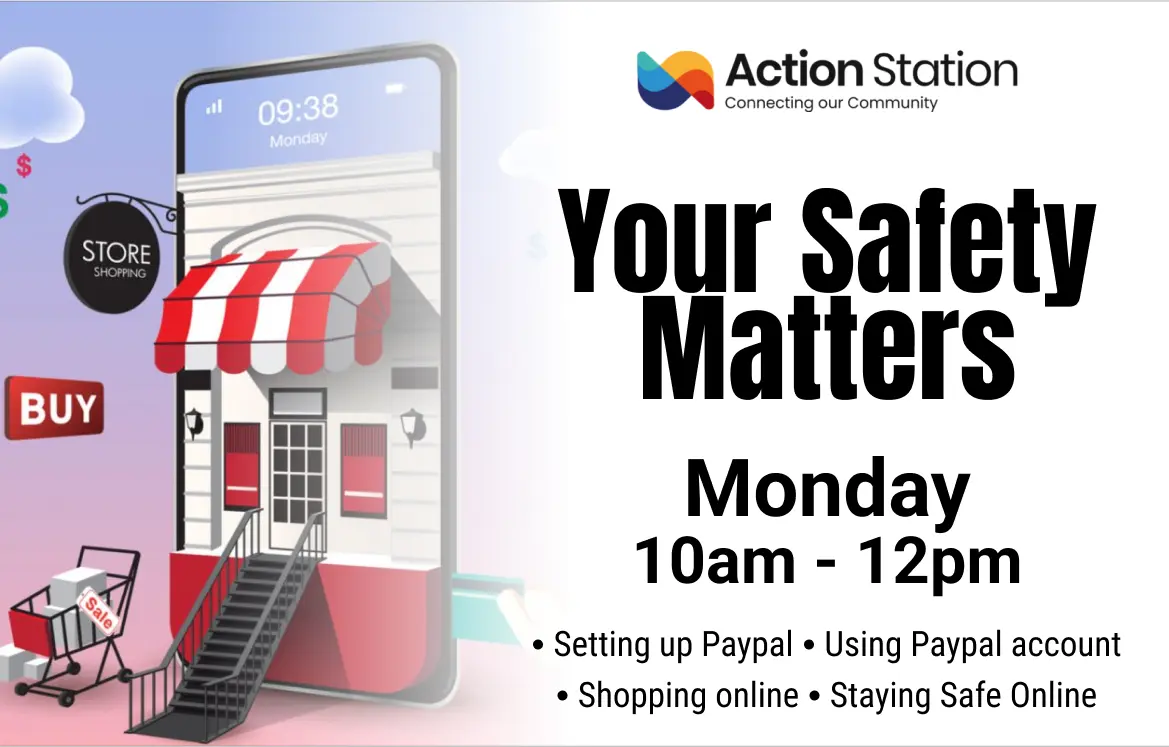 09:38
Monday
$
$
STORE
SHOPPING
BUY
Sale
Action Station
Connecting our Community
Your Safety
Matters
Monday
10am - 12pm
• Setting up Paypal • Using Paypal account
• Shopping online • Staying Safe Online